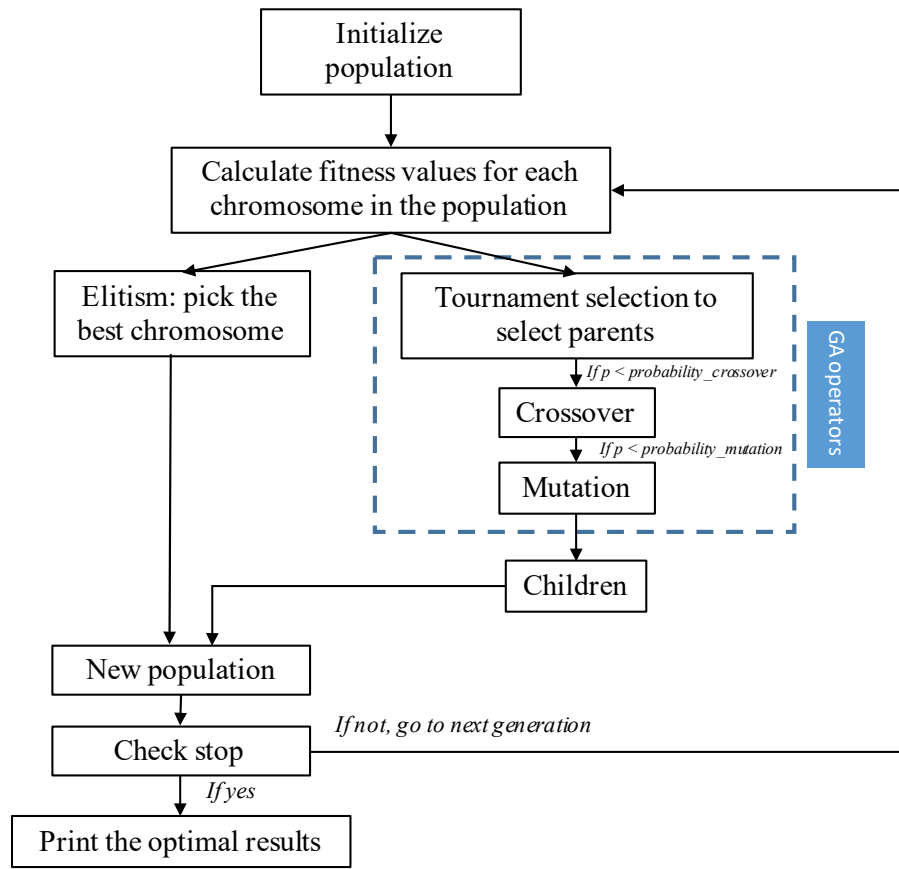 Initialize
population
Calculate fitness values for each
chromosome in the population
Elitism: pick the
best chromosome
Tournament selection to
select parents
If p < probability_crossover
Crossover
If p < probability_mutation
Mutation
GA operators
Children
New population
Check stop
If not, go to next generation
If yes
Print the optimal results